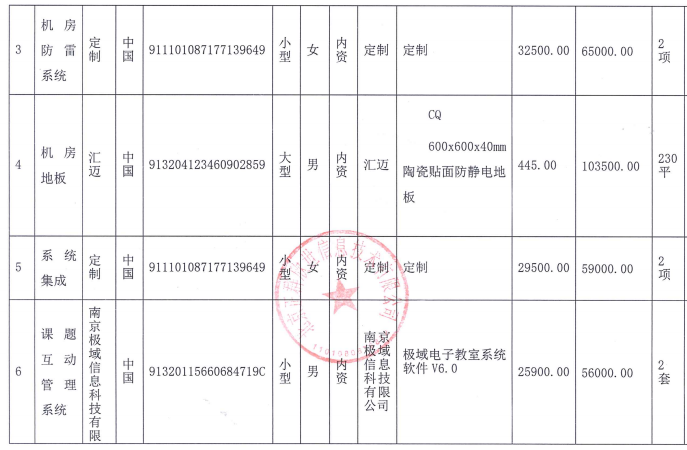 3
机 房
防 雷
系统
定
制
中
国
911101087177139649
小
型
女
内
资
定制
定制
32500.00
65000.00
2
项
4
机 房
地板
汇
迈
中
国
913204123460902859
大
型
男
内
资
汇迈
CQ
600x600x40mm
陶瓷贴面防静电地
板
445.00
103500.00
230
平
5
系 统
集成
定
制
中
国
911101087177139649
小
型
女
内
资
定制
定制
29500.00
59000.00
2
项
6
课 题
互 动
管 理
系统
南
京
极
域
信
息
科
技
有
限
中
国
91320115660684719C
小
型
男
内
资
南京
极域
信息
科技
有限
公司
极域电子教室系统
软件 V6.0
25900.00
56000.00
2
套